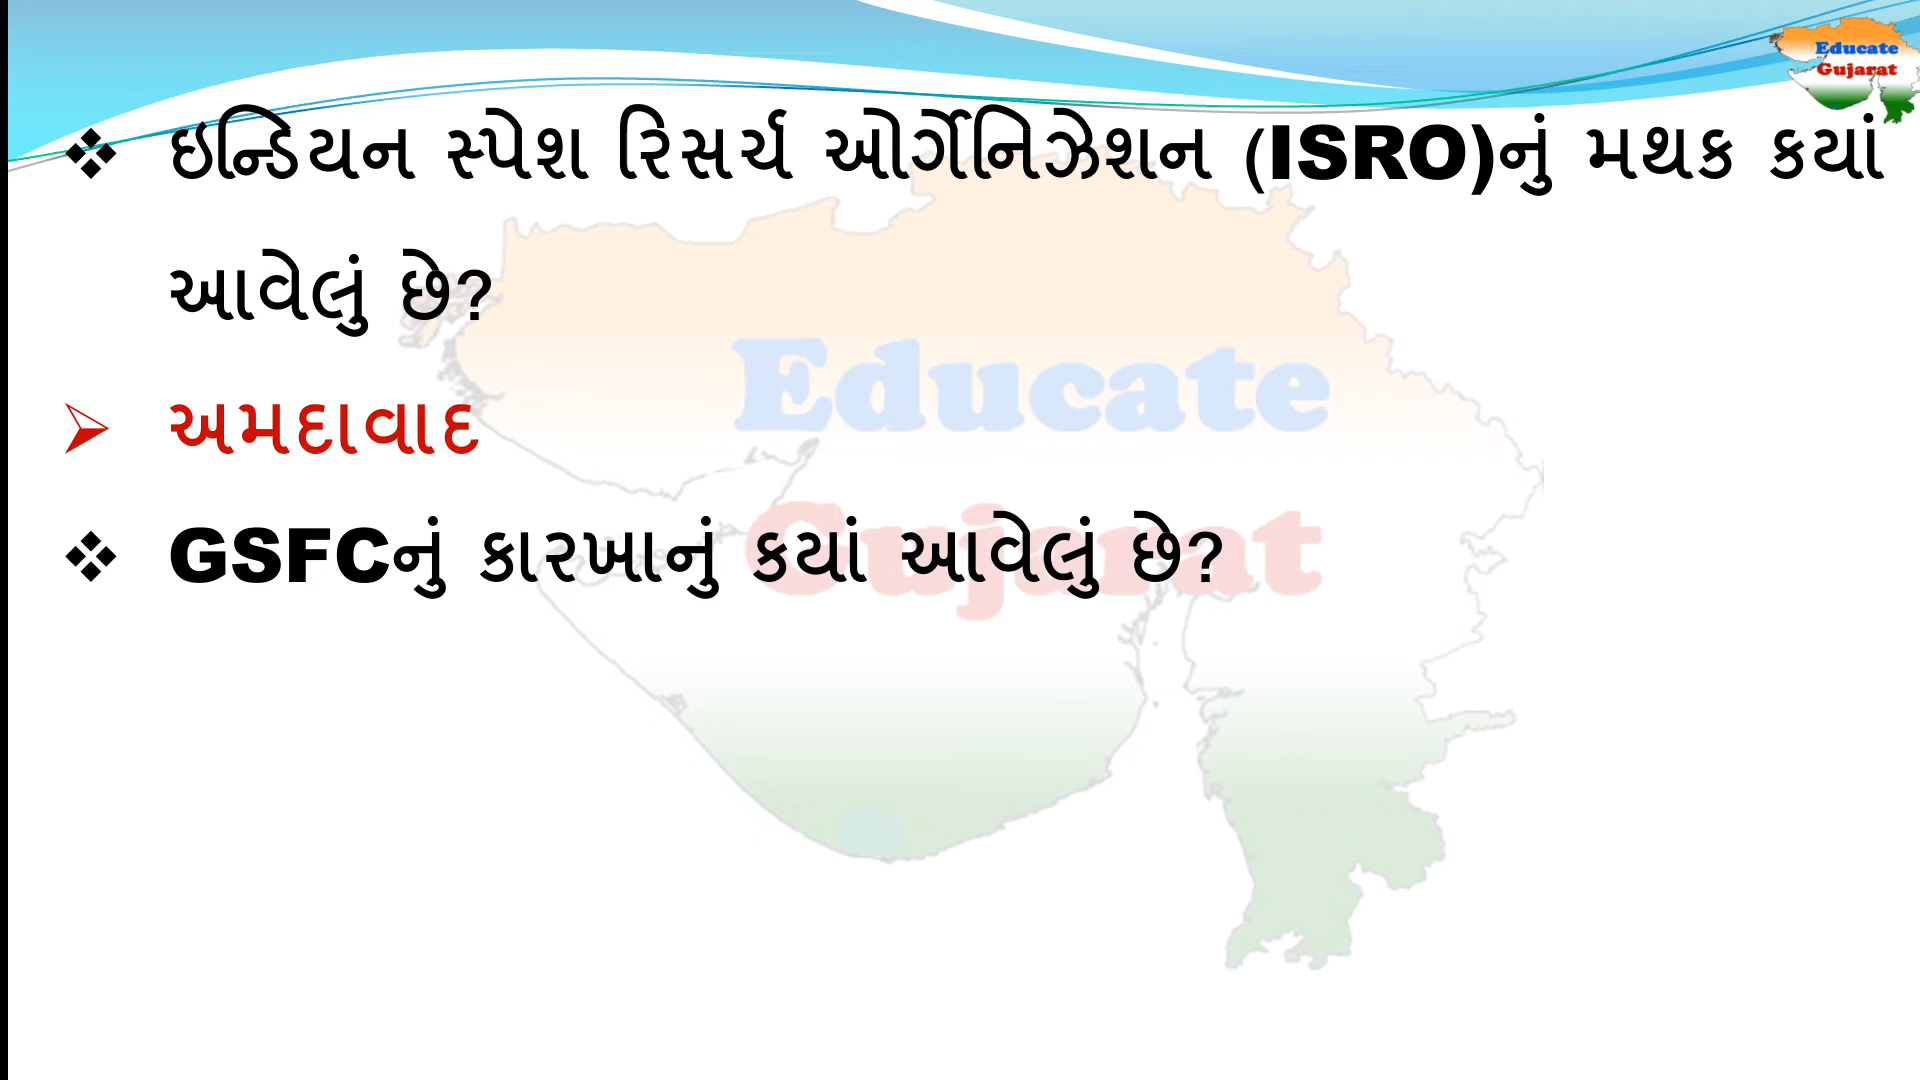 Educate
Gujarat
❖ ઇન્ડિયન સ્પેશ રિસર્ચ ઓર્ગેનિઝેશન (ISRO)નું મથક કયાં
આવેલું છે?
➢ અમદાવાદ
❖ GSFCનું કારખાનું કયાં આવેલું છે?
Educate
Gujarat